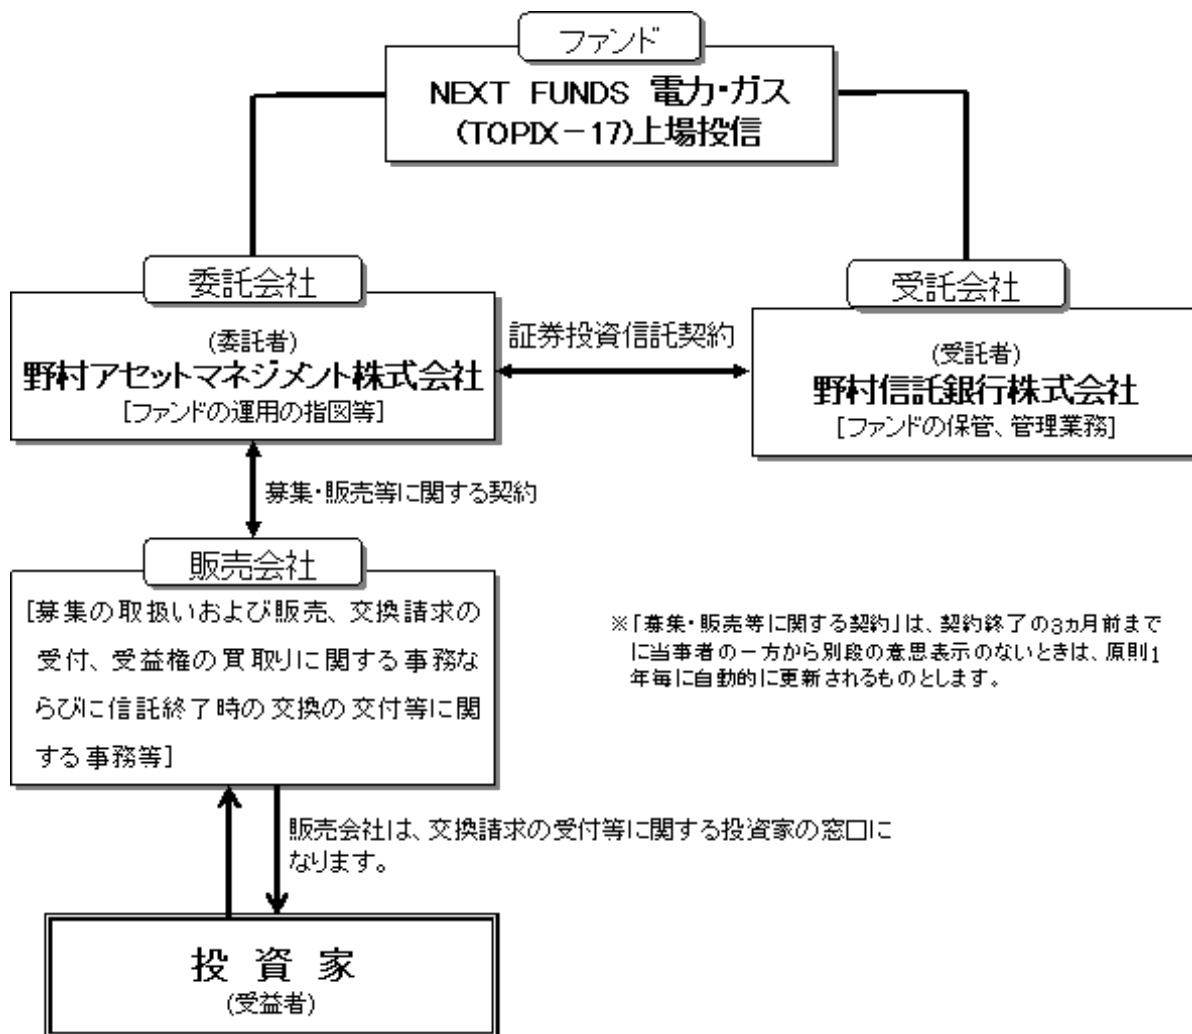 ファンド
NEXT FUNDS 電力・ガス
(TOPIX－17)上場投信
委託会社
(委託者)
野村アセットマネジメント株式会社
[ファンドの運用の指図等]
証券投資信託契約
受託会社
(受託者)
野村信託銀行株式会社
[ファンドの保管、管理業務]
募集・販売等に関する契約
販売会社
[募集の取扱いおよび販売、交換請求の
受付、受益権の買取りに関する事務な
らびに信託終了時の交換の交付等に関
する事務等]
※「募集・販売等に関する契約」は、契約終了の3ヵ月前まで
に当事者の一方から別段の意思表示のないときは、原則1
年毎に自動的に更新されるものとします。
販売会社は、交換請求の受付等に関する投資家の窓口に
なります。
投 資 家
(受益者)